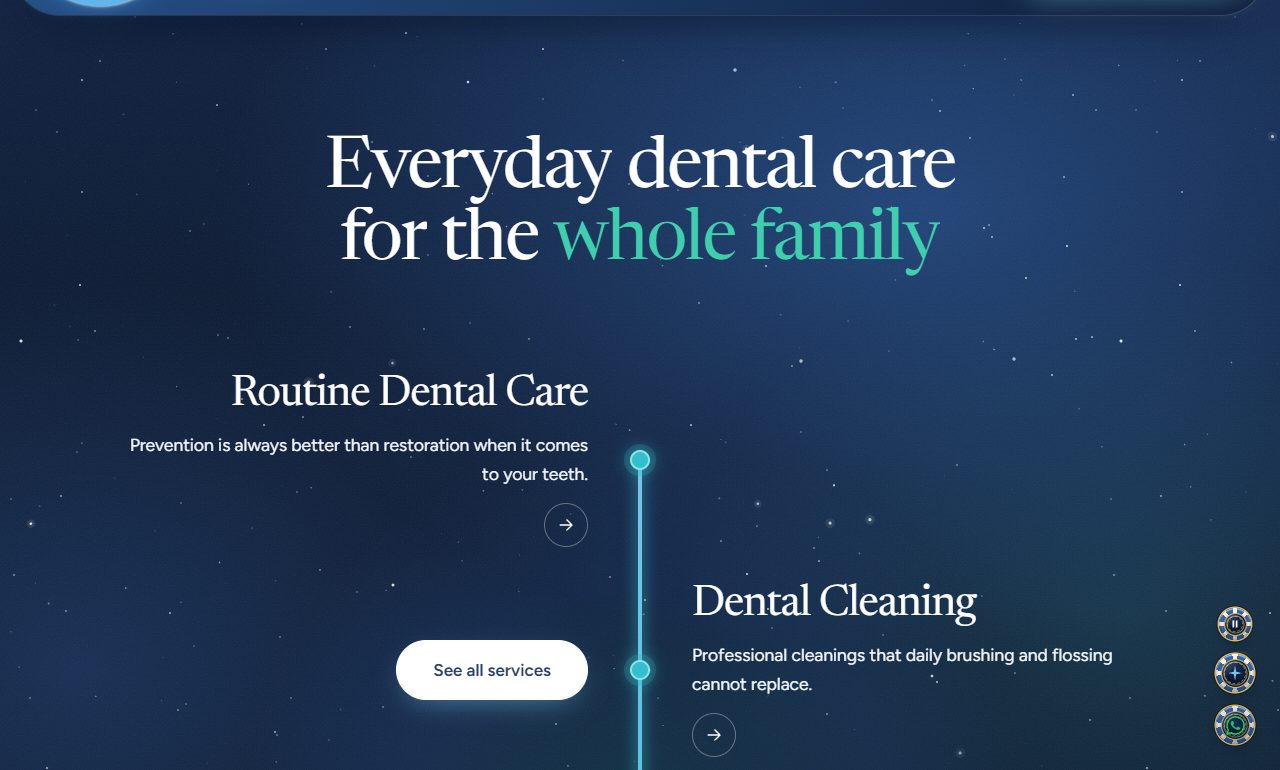 Everyday dental care
for the whole family
Routine Dental Care
Prevention is always better than restoration when it comes
to your teeth.
See all services
Dental Cleaning
Professional cleanings that daily brushing and flossing
cannot replace.